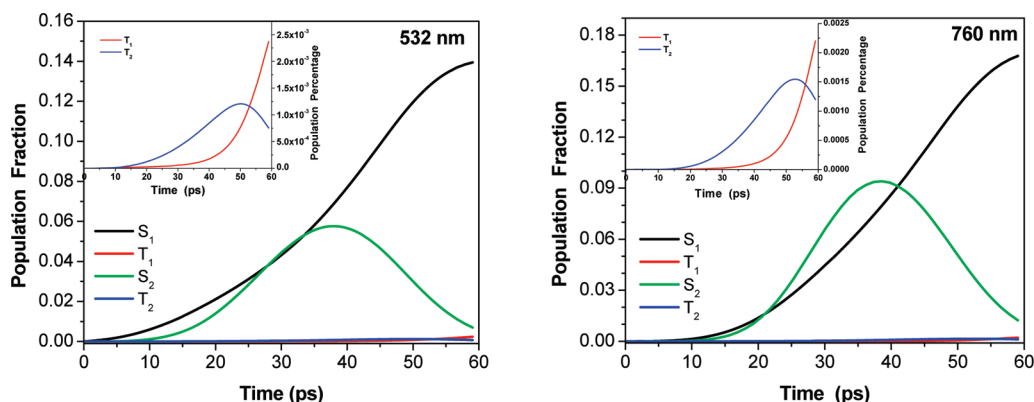 532 nm
T1
T2
2.5x10-3
2.0x10-3
1.5x10-3
1.0x10-3
5.0x10-4
0.0
Population Percentage
0 10 20 30 40 50 60
Time (ps)
0.14
0.12
0.10
0.08
0.06
0.04
0.02
0.00
Population Fraction
S1
T1
S2
T2
0 10 20 30 40 50 60
Time (ps)
760 nm
T1
T2
0.0025
0.0020
0.0015
0.0010
0.0005
0.0000
Population Percentage
0 10 20 30 40 50 60
Time (ps)
0.18
0.15
0.12
0.09
0.06
0.03
0.00
Population Fraction
S1
T1
S2
T2
0 10 20 30 40 50 60
Time (ps)